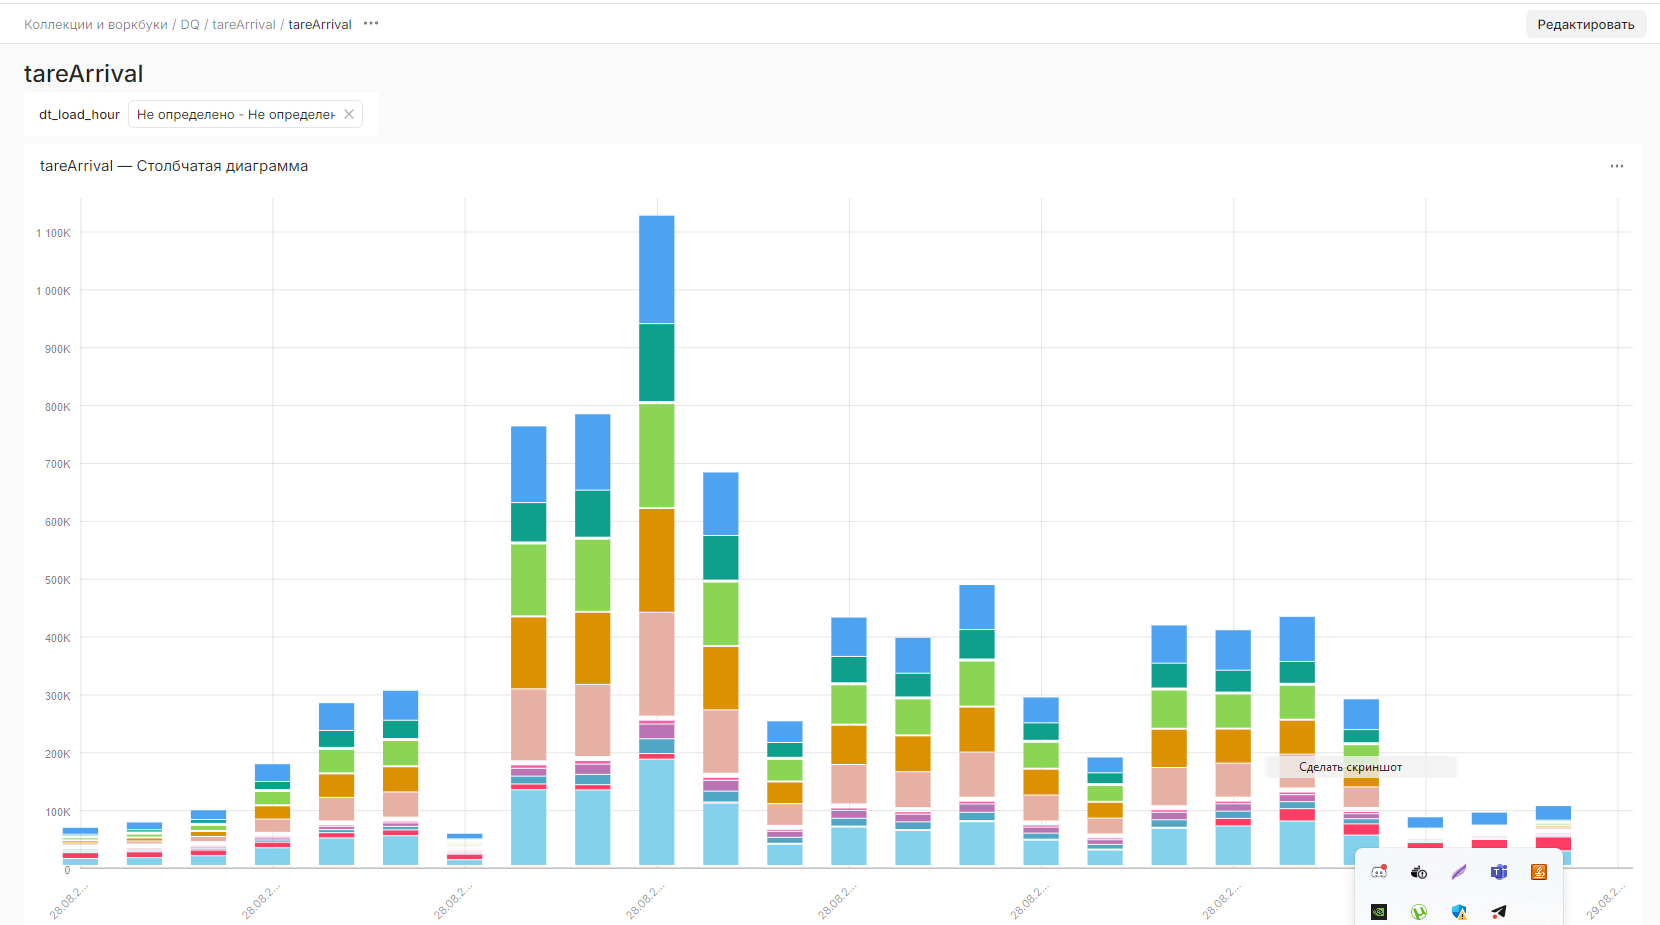 Коллекции и воркбуки / DQ / tareArrival / tareArrival ···
Редактировать
tareArrival
dt_load_hour
Не определено - Не определен
tareArrival — Столбчатая диаграмма
1 100K
1 000K
900K
800K
700K
600K
500K
400K
300K
200K
100K
0
Сделать скриншот
28.08.2...
28.08.2...
28.08.2...
28.08.2...
28.08.2...
28.08.2...
28.08.2...
29.08.2...